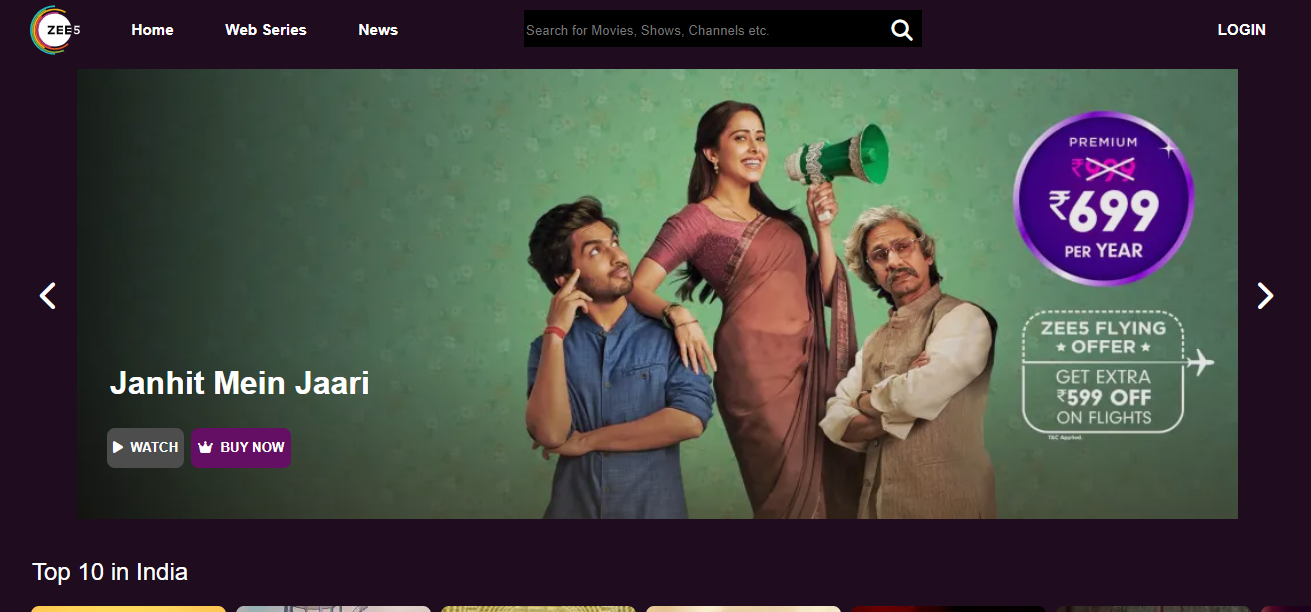 ZEE5
Home
Web Series
News
Search for Movies, Shows, Channels etc.
LOGIN
PREMIUM
₹999
₹699
PER YEAR
ZEE5 FLYING
★ OFFER ★
GET EXTRA
₹599 OFF
ON FLIGHTS
T&C Applied.
Janhit Mein Jaari
WATCH
BUY NOW
Top 10 in India